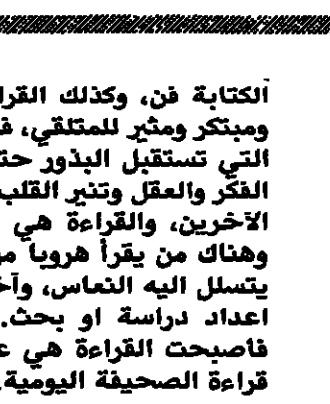 الكتابة فن، وكذلك القرا
ومبتكر ومثير للمتلقي، ف
التي تستقبل البذور حت
الفكر والعقل وتنير القلب
الآخرين، والقراءة هي
وهناك من يقرأ هروبا مر
يتسلل اليه النعاس، وآخ
اعداد دراسة او بحث.
فاصبحت القراءة هي ع
قراءة الصحيفة اليومية